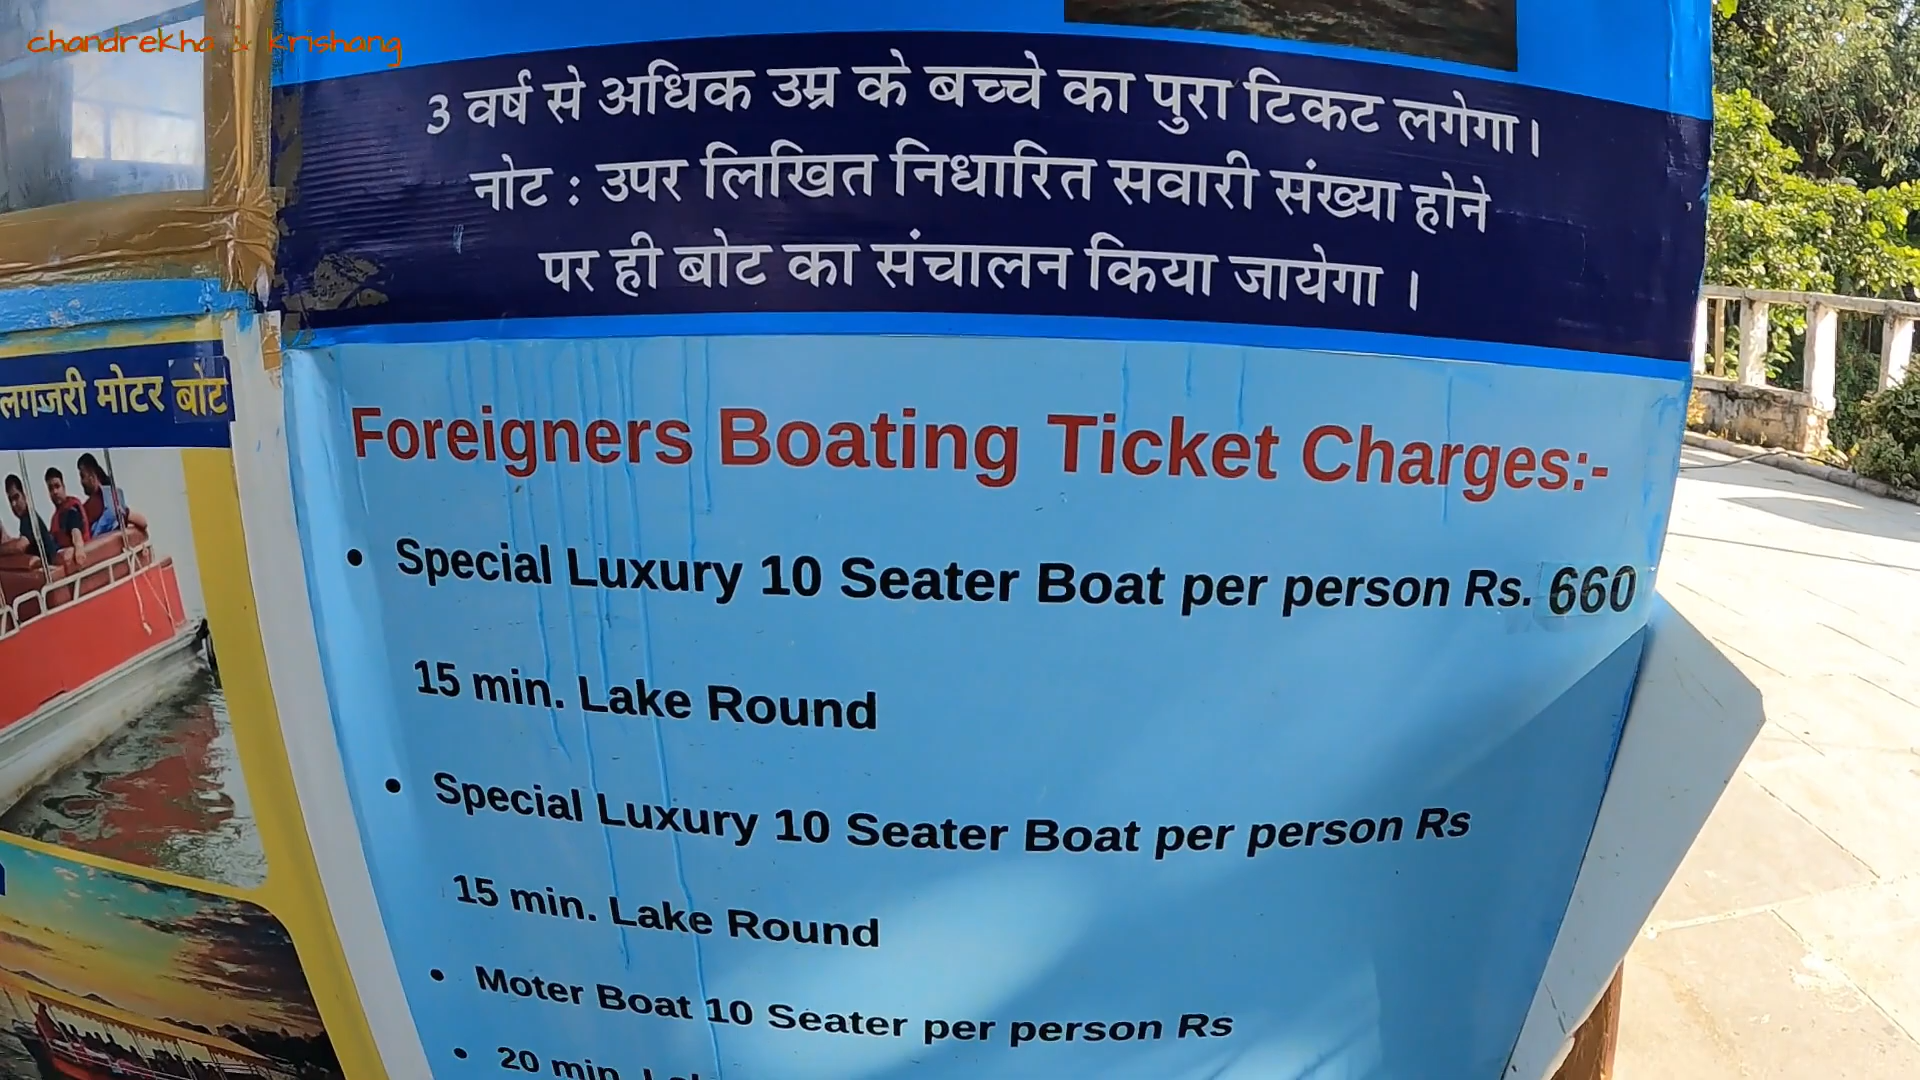 chandrekha & krishang
3 वर्ष से अधिक उम्र के बच्चे का पुरा टिकट लगेगा।
नोट : उपर लिखित निधारित सवारी संख्या होने
पर ही बोट का संचालन किया जायेगा ।
लगजरी मोटर बोट
Foreigners Boating Ticket Charges:-
• Special Luxury 10 Seater Boat per person Rs. 660
15 min. Lake Round
• Special Luxury 10 Seater Boat per person Rs
15 min. Lake Round
• Moter Boat 10 Seater per person Rs
• 20 min.